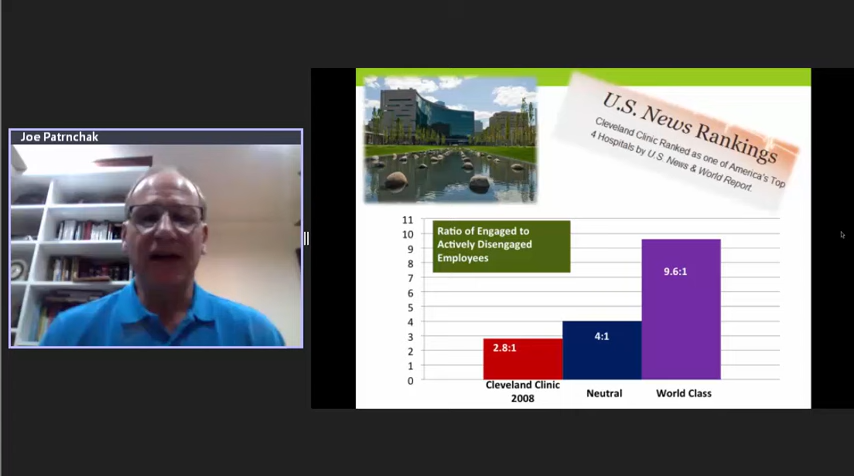 Joe Patrnchak
U.S. News Rankings
Cleveland Clinic Ranked as one of America's Top
4 Hospitals by U.S. News & World Report.
Ratio of Engaged to
Actively Disengaged
Employees
11
10
9
8
7
6
5
4
3
2
1
0
2.8:1
4:1
9.6:1
Cleveland Clinic
2008
Neutral
World Class